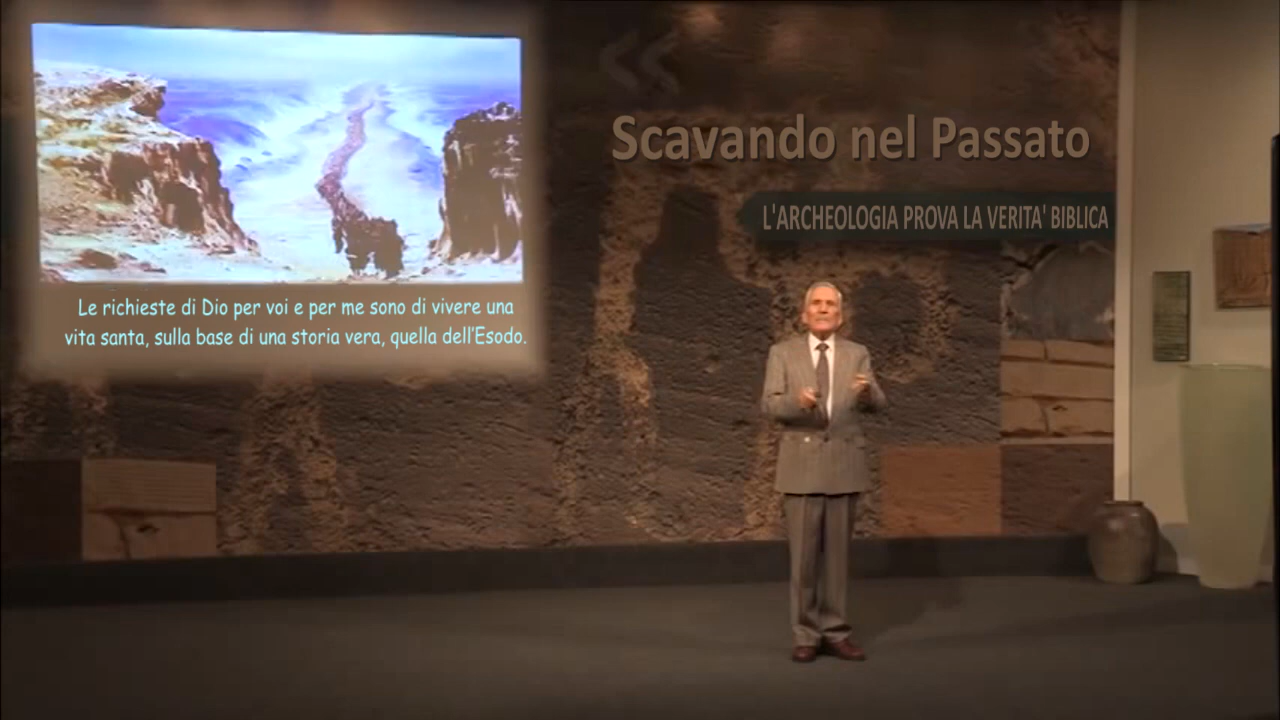 Scavando nel Passato
L'ARCHEOLOGIA PROVA LA VERITA' BIBLICA
Le richieste di Dio per voi e per me sono di vivere una
vita santa, sulla base di una storia vera, quella dell'Esodo.